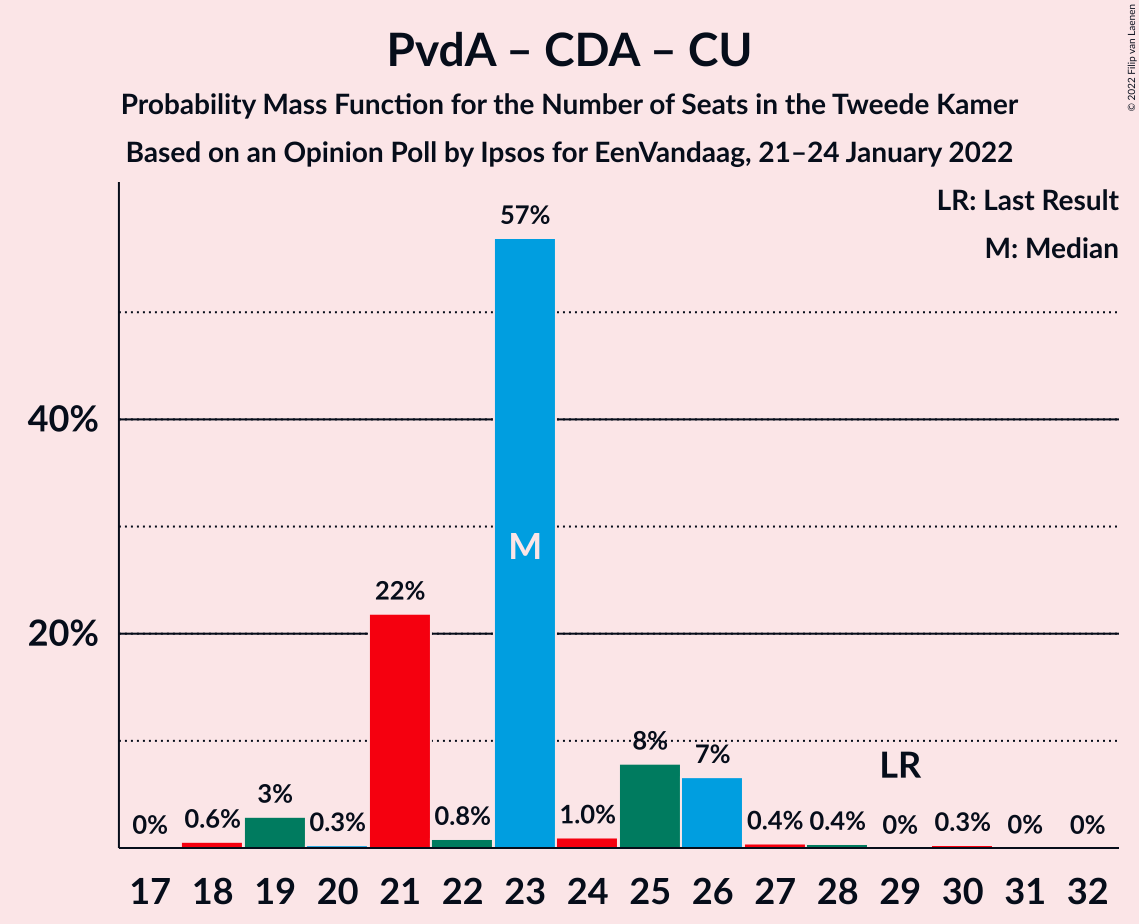 PvdA – CDA – CU
Probability Mass Function for the Number of Seats in the Tweede Kamer
Based on an Opinion Poll by Ipsos for EenVandaag, 21–24 January 2022
© 2022 Filip van Laenen
LR: Last Result
M: Median
57%
40%
M
22%
20%
8%
7%
LR
3%
0%
0.6%
0.3%
0.8%
1.0%
0.4%
0.4%
0%
0.3%
0%
0%
17 18 19 20 21 22 23 24 25 26 27 28 29 30 31 32